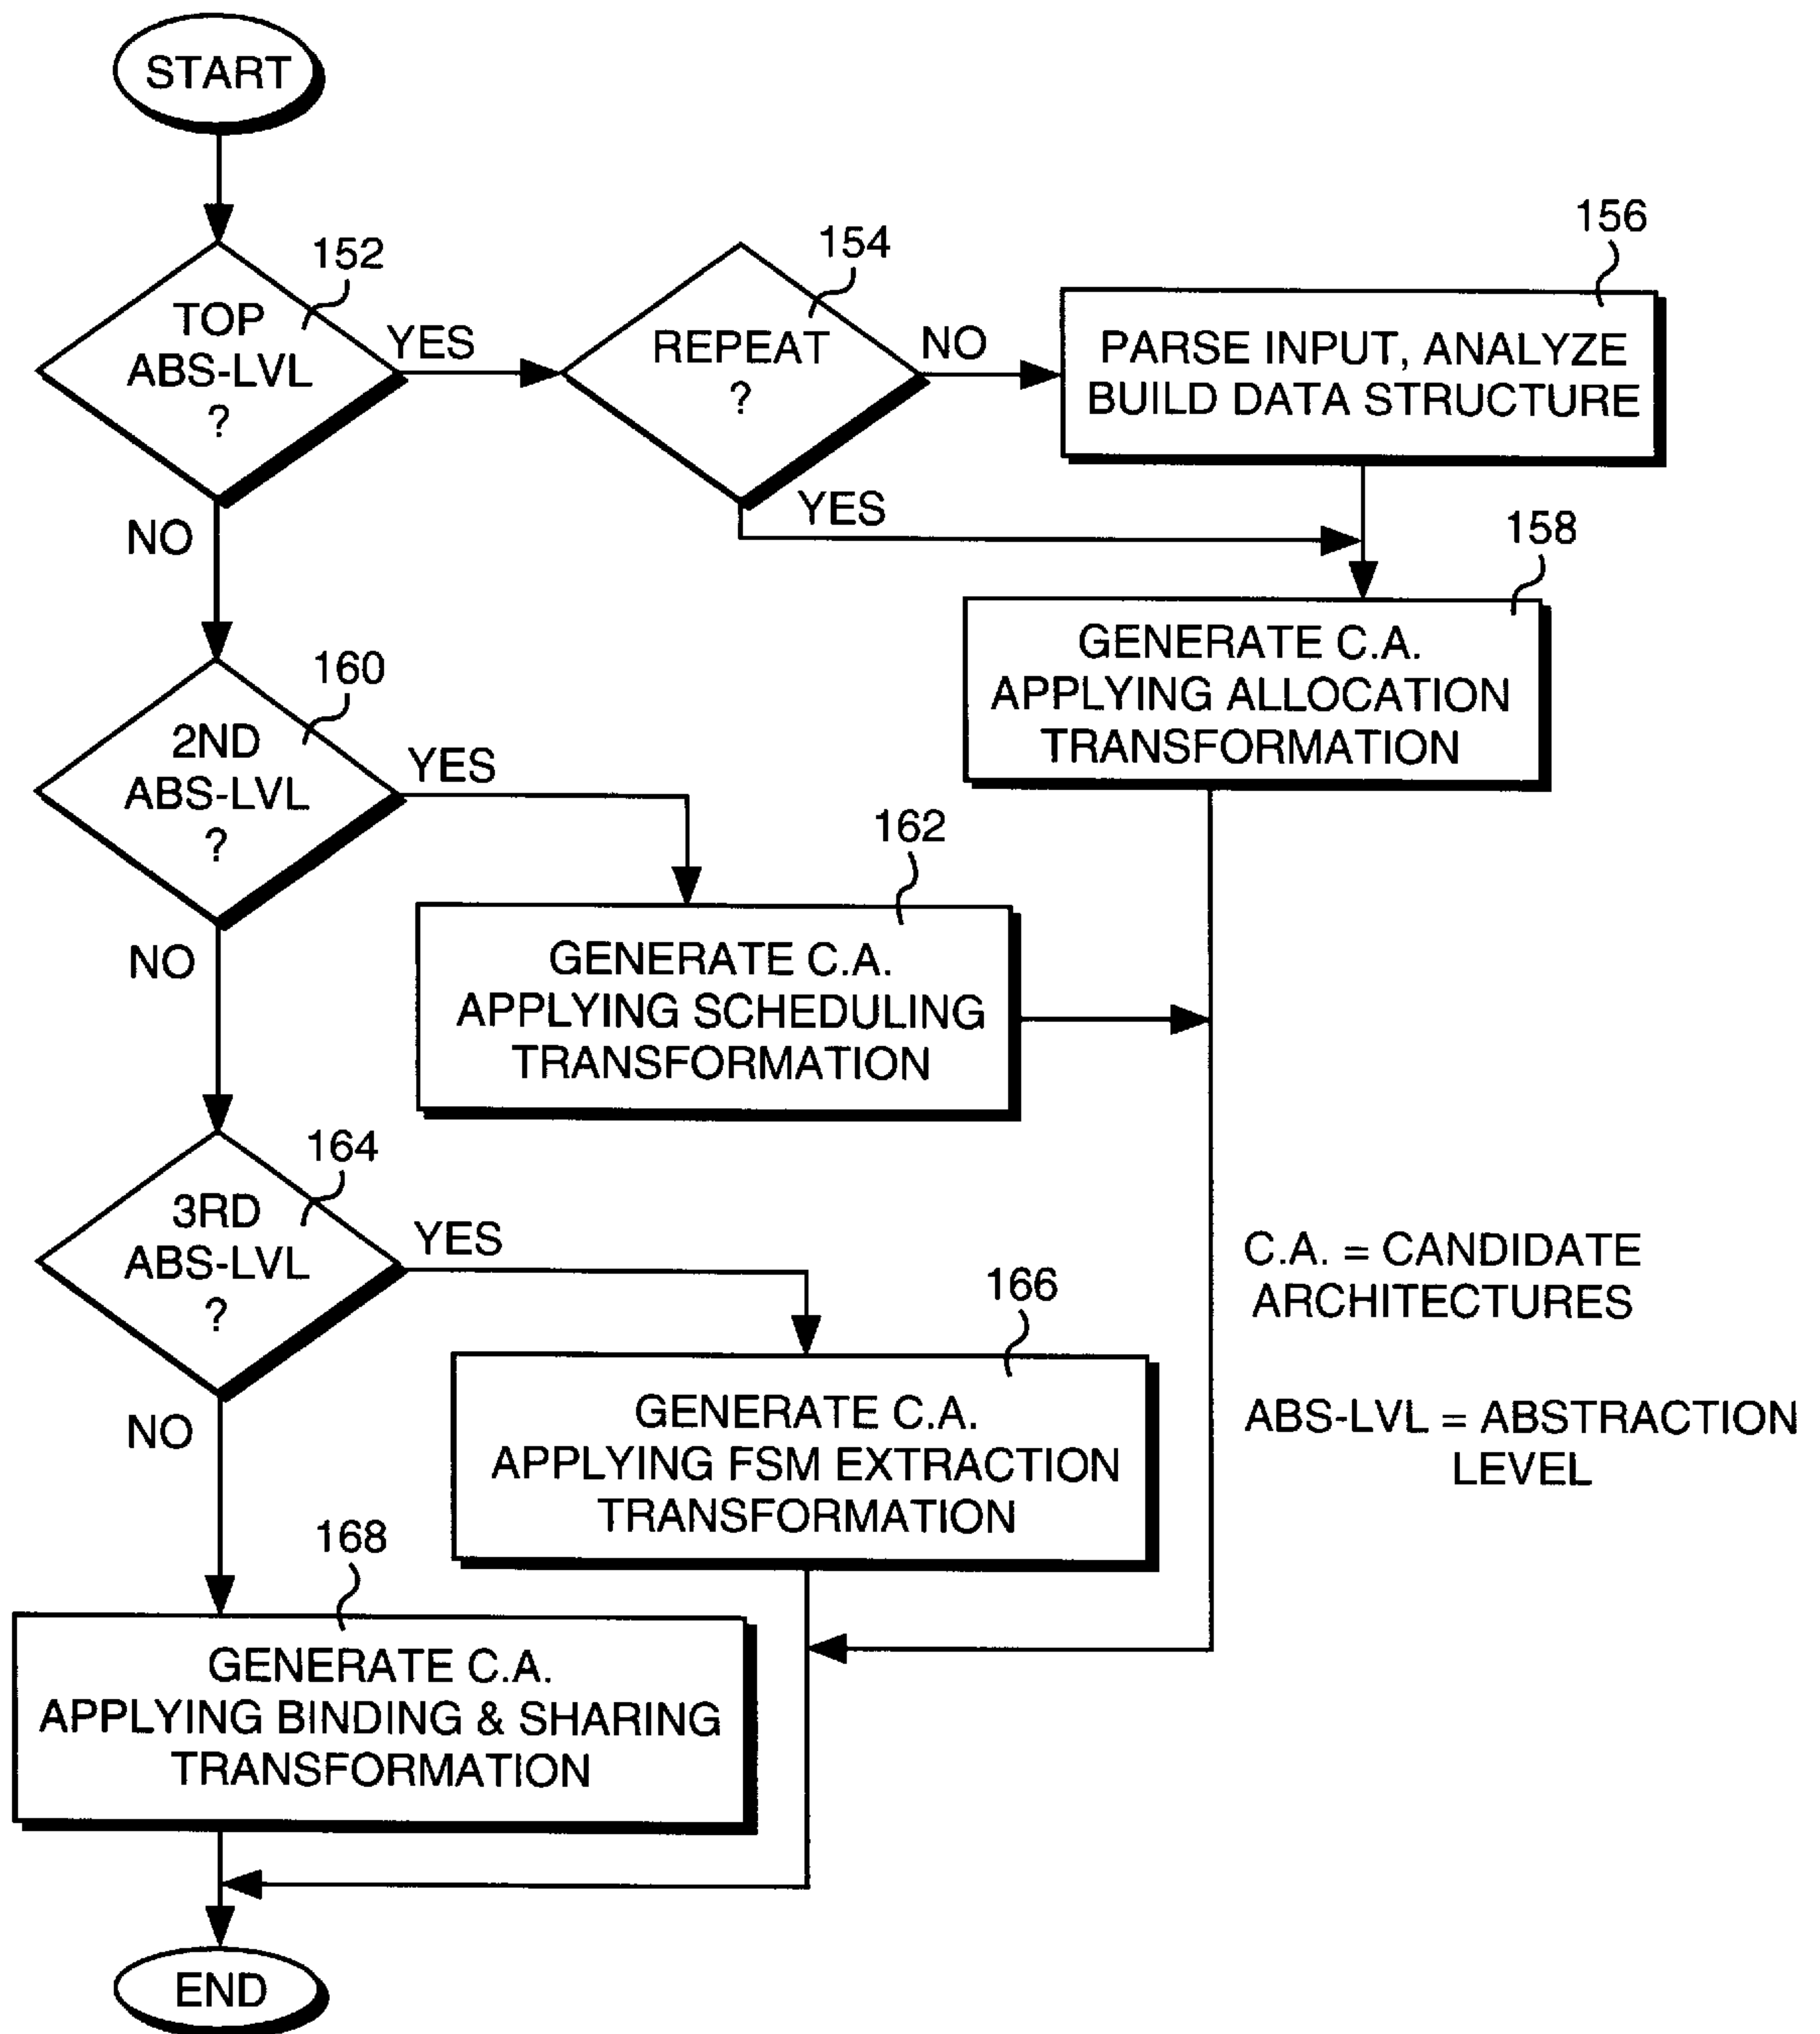 START
152
TOP
ABS-LVL
?
YES
NO
154
REPEAT
?
NO
YES
156
PARSE INPUT, ANALYZE
BUILD DATA STRUCTURE
158
GENERATE C.A.
APPLYING ALLOCATION
TRANSFORMATION
160
2ND
ABS-LVL
?
YES
NO
162
GENERATE C.A.
APPLYING SCHEDULING
TRANSFORMATION
164
3RD
ABS-LVL
?
YES
NO
166
GENERATE C.A.
APPLYING FSM EXTRACTION
TRANSFORMATION
C.A. = CANDIDATE
ARCHITECTURES
ABS-LVL = ABSTRACTION
LEVEL
168
GENERATE C.A.
APPLYING BINDING & SHARING
TRANSFORMATION
END